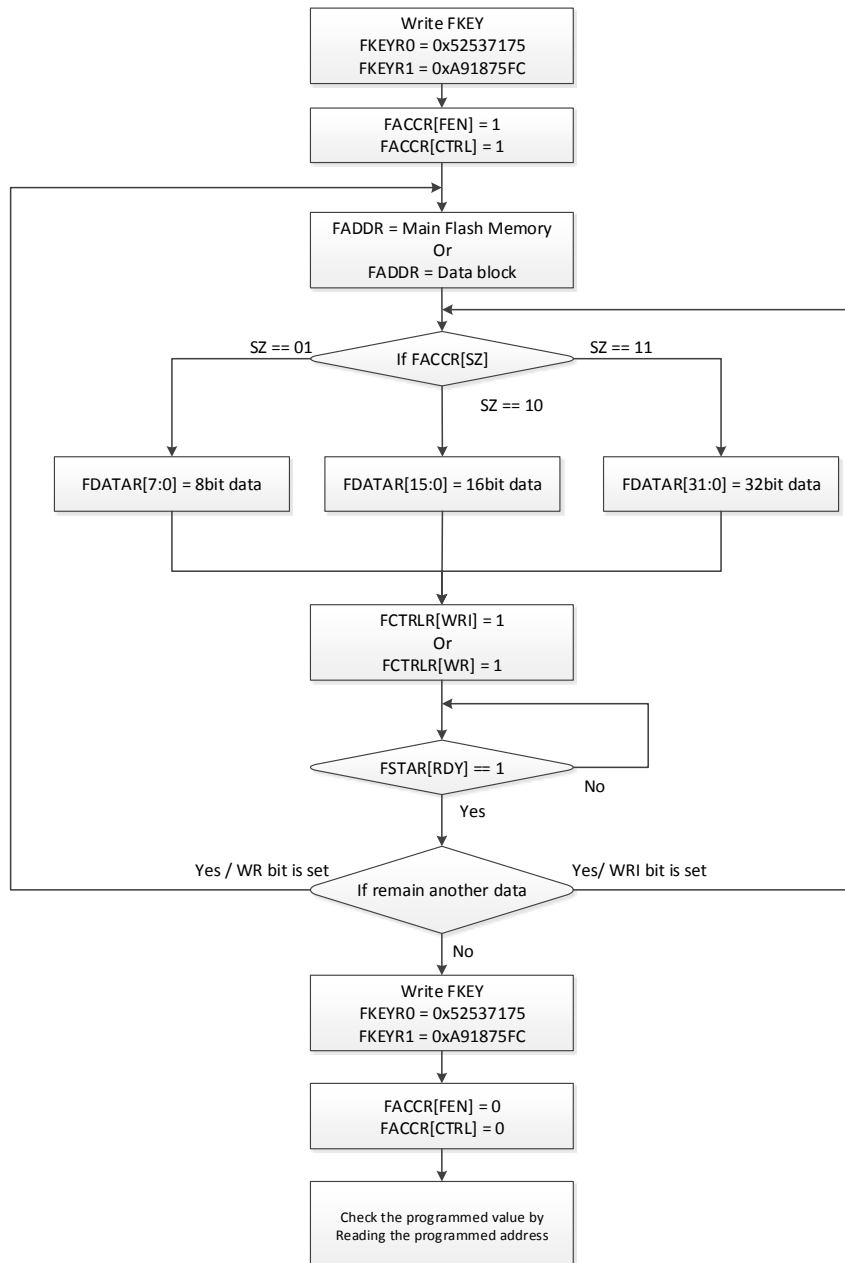 Write FKEY
FKEYR0 = 0x52537175
FKEYR1 = 0xA91875FC
FACCR[FEN] = 1
FACCR[CTRL] = 1
FADDR = Main Flash Memory
Or
FADDR = Data block
SZ == 01
If FACCR[SZ]
SZ == 11
SZ == 10
FDATAR[7:0] = 8bit data
FDATAR[15:0] = 16bit data
FDATAR[31:0] = 32bit data
FCTRLR[WRI] = 1
Or
FCTRLR[WR] = 1
FSTAR[RDY] == 1
No
Yes
Yes / WR bit is set
If remain another data
Yes/ WRI bit is set
No
Write FKEY
FKEYR0 = 0x52537175
FKEYR1 = 0xA91875FC
FACCR[FEN] = 0
FACCR[CTRL] = 0
Check the programmed value by
Reading the programmed address